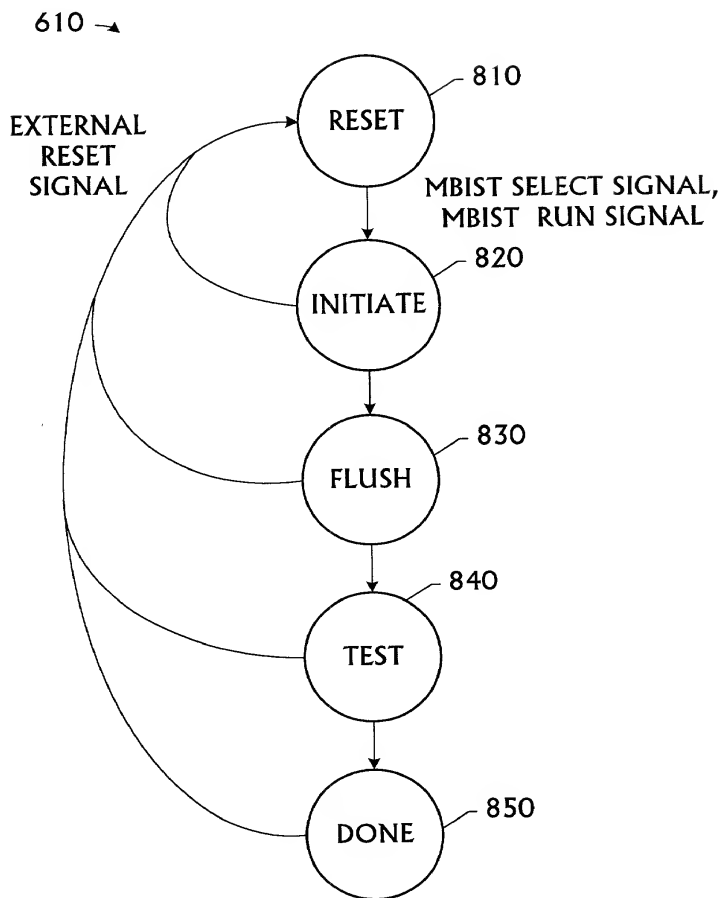 610
810
RESET
EXTERNAL
RESET
SIGNAL
MBIST SELECT SIGNAL,
MBIST RUN SIGNAL
820
INITIATE
830
FLUSH
840
TEST
850
DONE